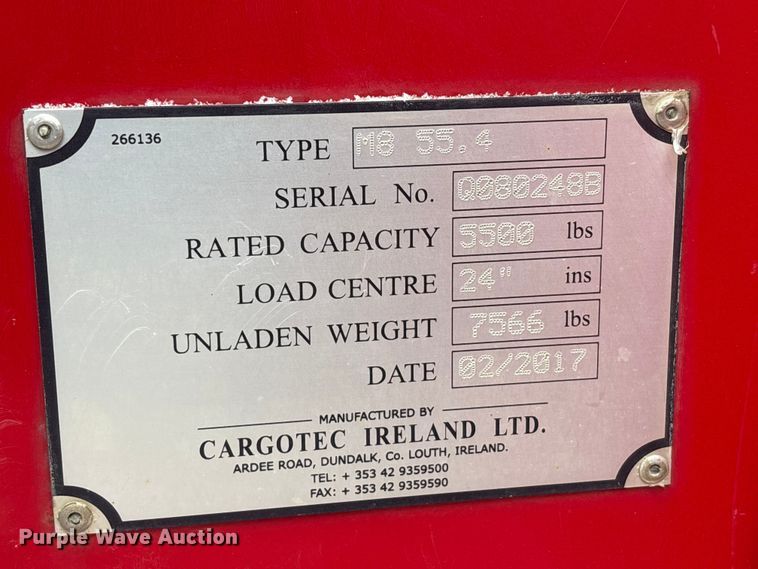 266136
TYPE M8 55.4
SERIAL No. Q080248B
RATED CAPACITY 5500 lbs
LOAD CENTRE 24" ins
UNLADEN WEIGHT 7566 lbs
DATE 02/2017
MANUFACTURED BY
CARGOTEC IRELAND LTD.
ARDEE ROAD, DUNDALK, Co. LOUTH, IRELAND.
TEL: + 353 42 9359500
FAX: + 353 42 9359590
Purple Wave Auction